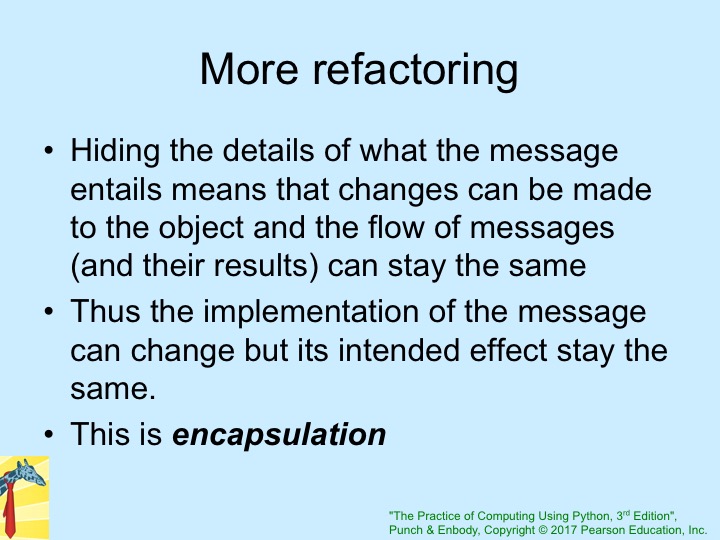 More refactoring
• Hiding the details of what the message
entails means that changes can be made
to the object and the flow of messages
(and their results) can stay the same
• Thus the implementation of the message
can change but its intended effect stay the
same.
• This is encapsulation
"The Practice of Computing Using Python, 3rd Edition",
Punch & Enbody, Copyright © 2017 Pearson Education, Inc.